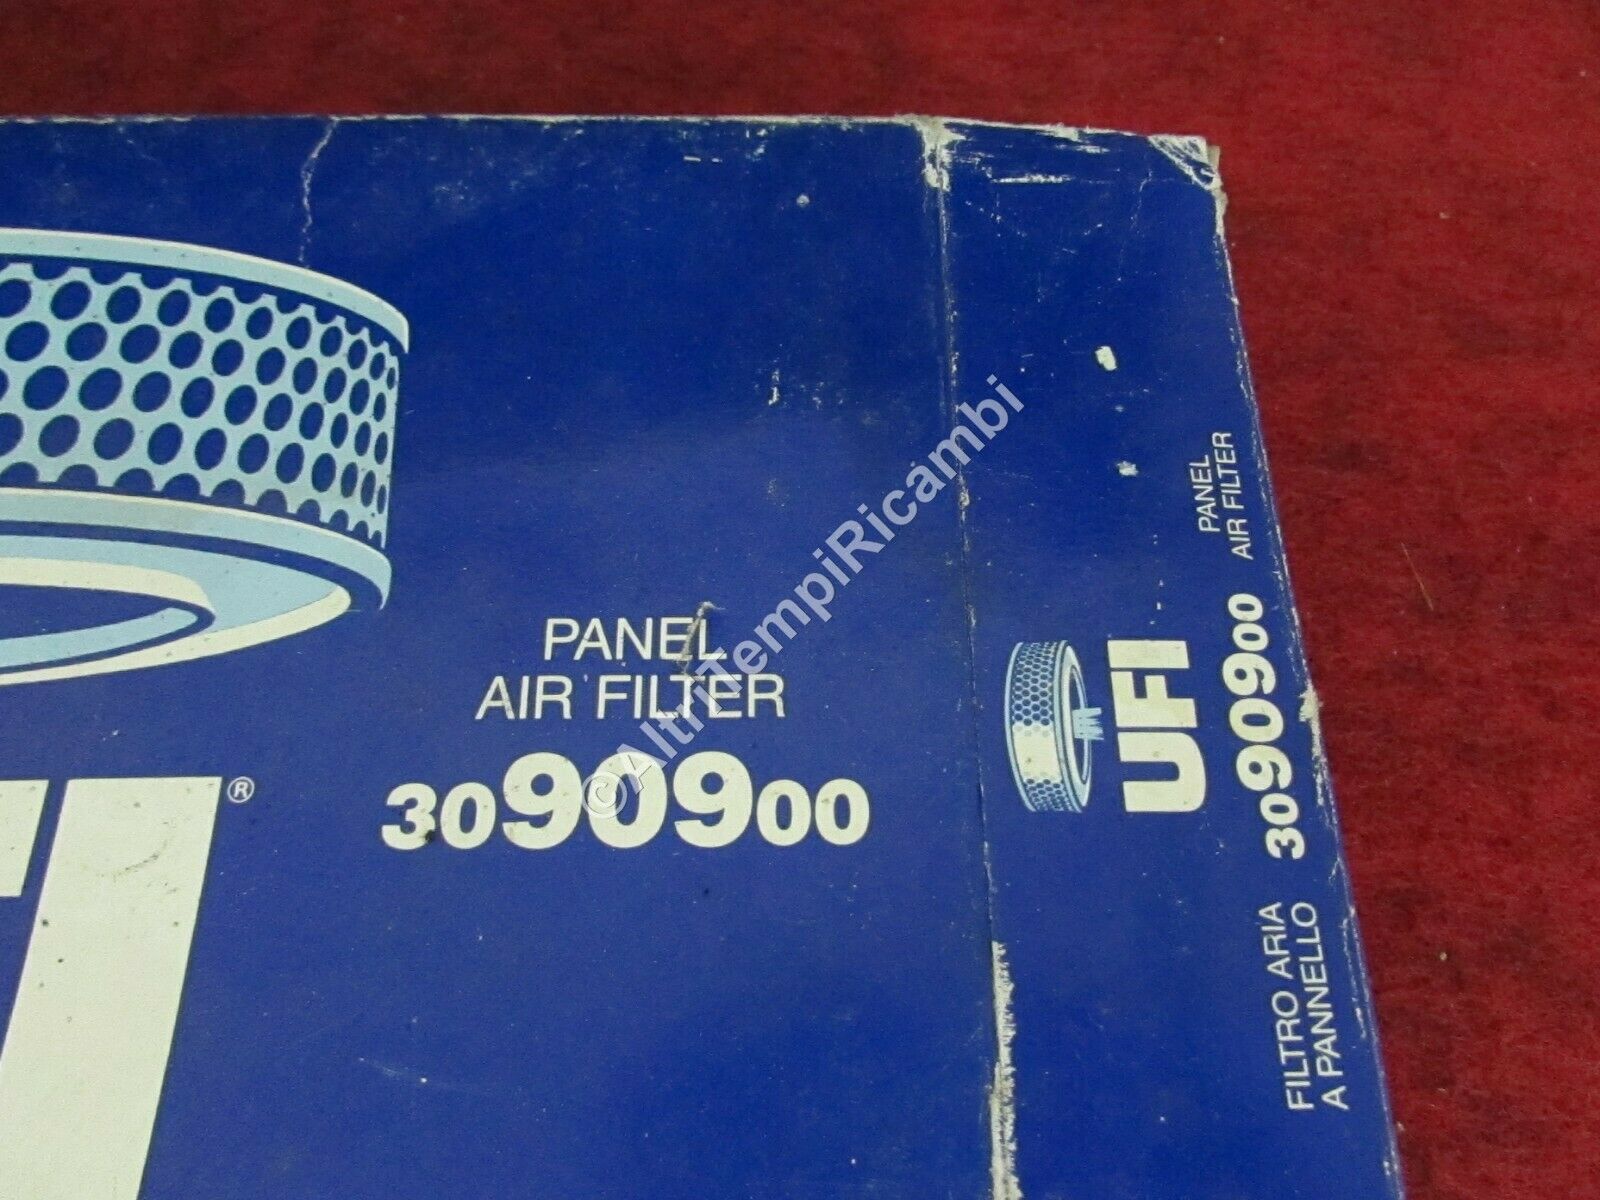 PANEL
AIR FILTER
3090900
®
©AltriTempiRicambi
FILTRO ARIA
A PANNELLO
3090900
PANEL
AIR FILTER
UFI